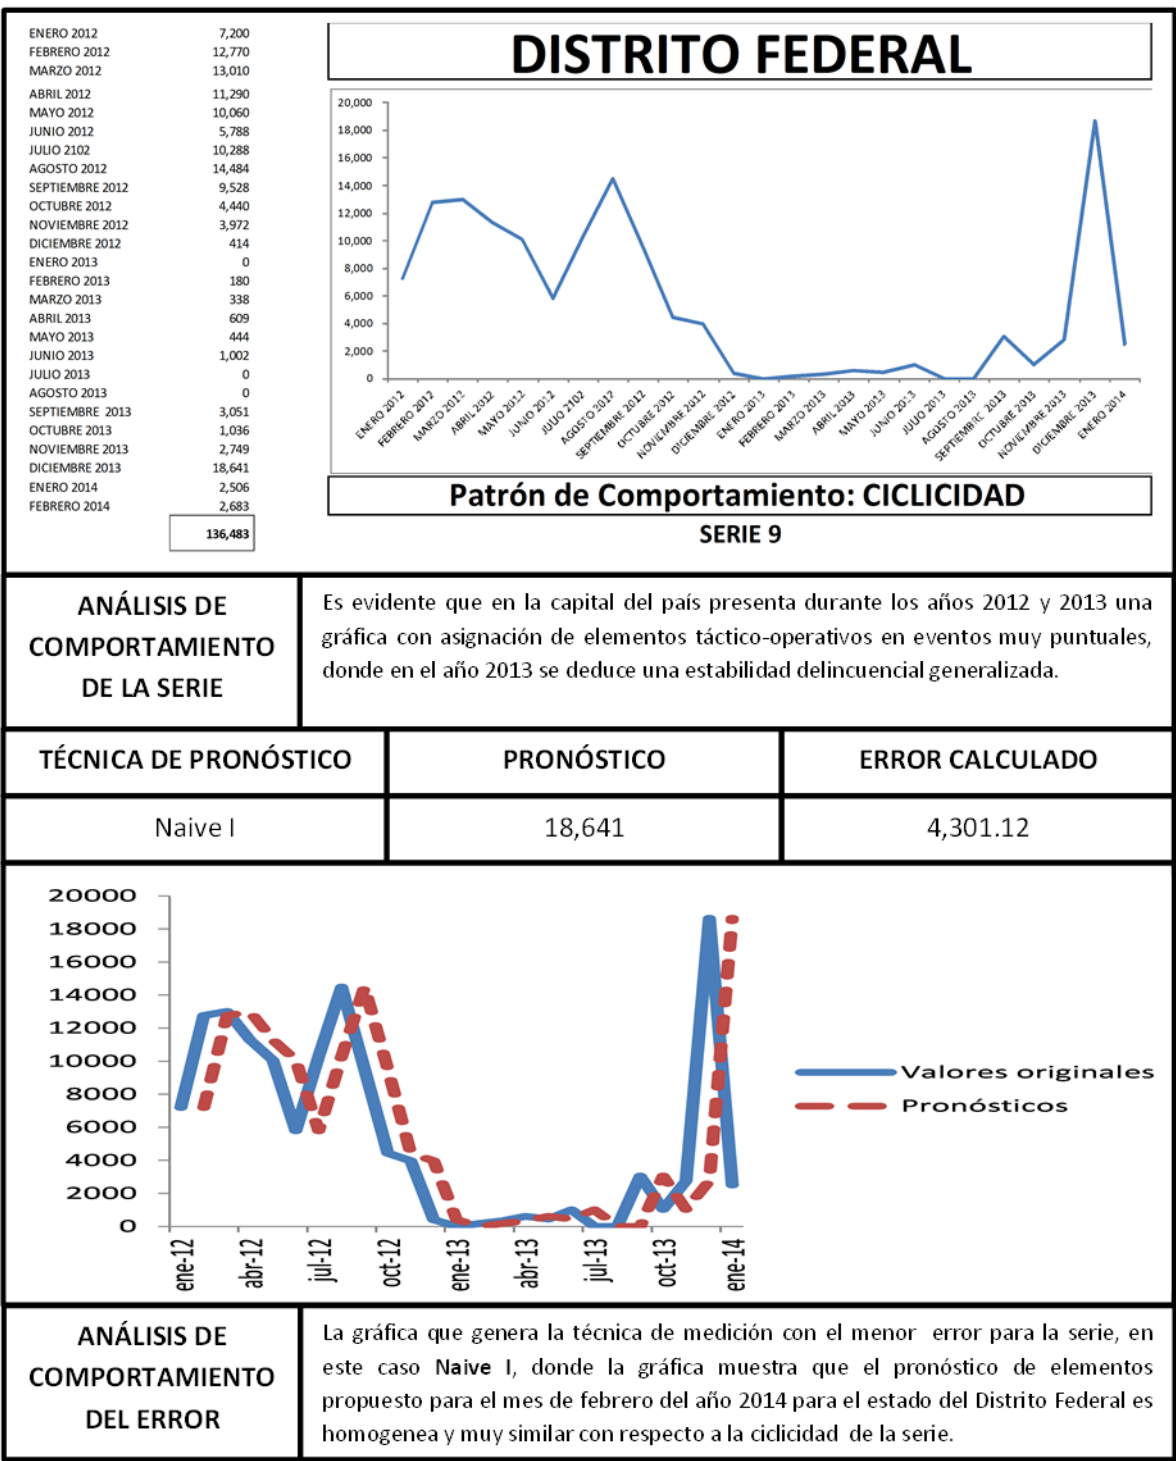 ENERO 2012 7,200
FEBRERO 2012 12,770
MARZO 2012 13,010
ABRIL 2012 11,290
MAYO 2012 10,060
JUNIO 2012 5,788
JULIO 2102 10,288
AGOSTO 2012 14,484
SEPTIEMBRE 2012 9,528
OCTUBRE 2012 4,440
NOVIEMBRE 2012 3,972
DICIEMBRE 2012 414
ENERO 2013 0
FEBRERO 2013 180
MARZO 2013 338
ABRIL 2013 609
MAYO 2013 444
JUNIO 2013 1,002
JULIO 2013 0
AGOSTO 2013 0
SEPTIEMBRE 2013 3,051
OCTUBRE 2013 1,036
NOVIEMBRE 2013 2,749
DICIEMBRE 2013 18,641
ENERO 2014 2,506
FEBRERO 2014 2,683
136,483
DISTRITO FEDERAL
20,000
18,000
16,000
14,000
12,000
10,000
8,000
6,000
4,000
2,000
0
ENERO 2012
FEBRERO 2012
MARZO 2012
ABRIL 2012
MAYO 2012
JUNIO 2012
JULIO 2102
AGOSTO 2012
SEPTIEMBRE 2012
OCTUBRE 2012
NOVIEMBRE 2012
DICIEMBRE 2012
ENERO 2013
FEBRERO 2013
MARZO 2013
ABRIL 2013
MAYO 2013
JUNIO 2013
JULIO 2013
AGOSTO 2013
SEPTIEMBRE 2013
OCTUBRE 2013
NOVIEMBRE 2013
DICIEMBRE 2013
ENERO 2014
Patrón de Comportamiento: CICLICIDAD
SERIE 9
ANÁLISIS DE
COMPORTAMIENTO
DE LA SERIE
Es evidente que en la capital del país presenta durante los años 2012 y 2013 una
gráfica con asignación de elementos táctico-operativos en eventos muy puntuales,
donde en el año 2013 se deduce una estabilidad delincuencial generalizada.
TÉCNICA DE PRONÓSTICO PRONÓSTICO ERROR CALCULADO
Naive I 18,641 4,301.12
20000
18000
16000
14000
12000
10000
8000
6000
4000
2000
0
ene-12
abr-12
jul-12
oct-12
ene-13
abr-13
jul-13
oct-13
ene-14
Valores originales
Pronósticos
ANÁLISIS DE
COMPORTAMIENTO
DEL ERROR
La gráfica que genera la técnica de medición con el menor error para la serie, en
este caso Naive I, donde la gráfica muestra que el pronóstico de elementos
propuesto para el mes de febrero del año 2014 para el estado del Distrito Federal es
homogenea y muy similar con respecto a la ciclicidad de la serie.